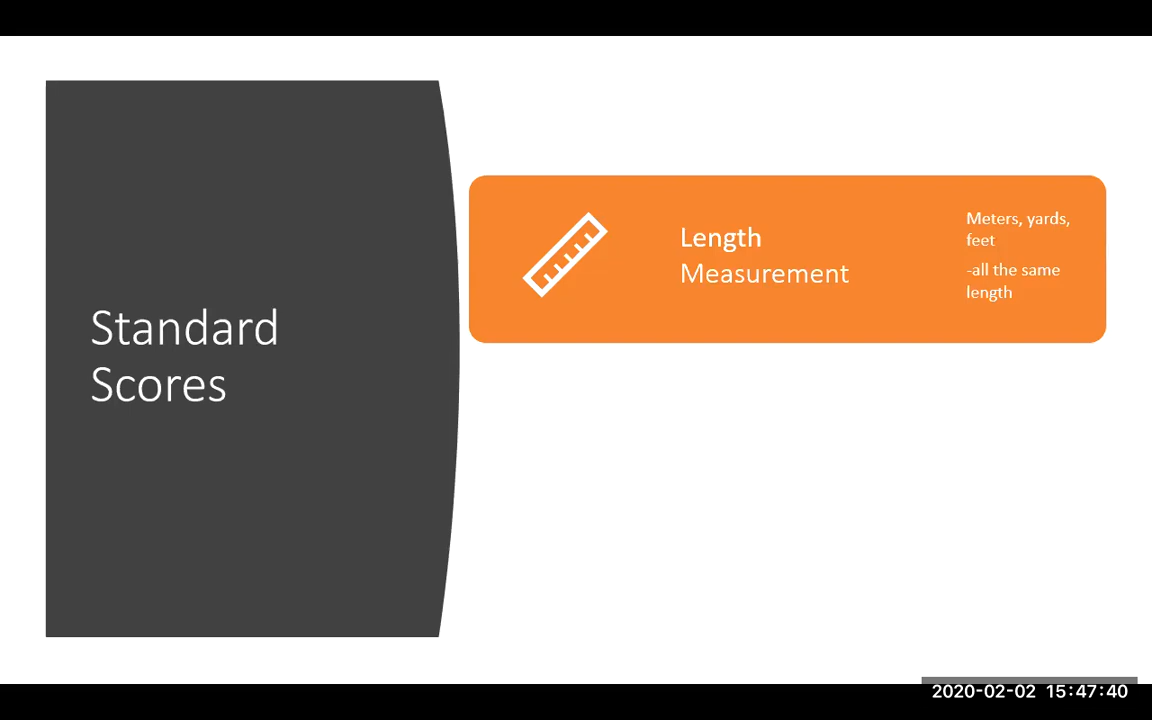 Standard
Scores
Length
Measurement
Meters, yards,
feet
-all the same
length
2020-02-02 15:47:40